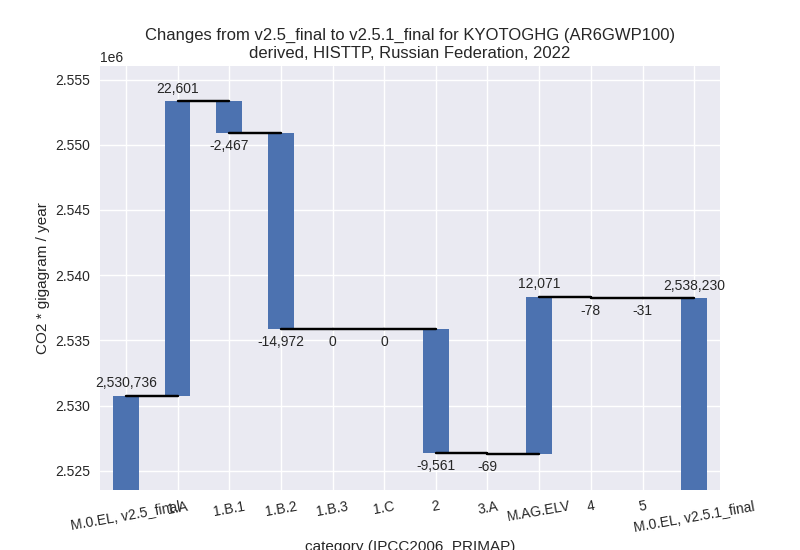 Changes from v2.5_final to v2.5.1_final for KYOTOGHG (AR6GWP100)
derived, HISTTP, Russian Federation, 2022
1e6
2.555
2.550
2.545
2.540
2.535
2.530
2.525
CO2 * gigagram / year
2,530,736
22,601
-2,467
-14,972
0
0
-9,561
-69
12,071
-78
-31
2,538,230
M.0.EL, v2.5_final
1.A
1.B.1
1.B.2
1.B.3
1.C
2
3.A
M.AG.ELV
4
5
M.0.EL, v2.5.1_final
category (IPCC2006_PRIMAP)